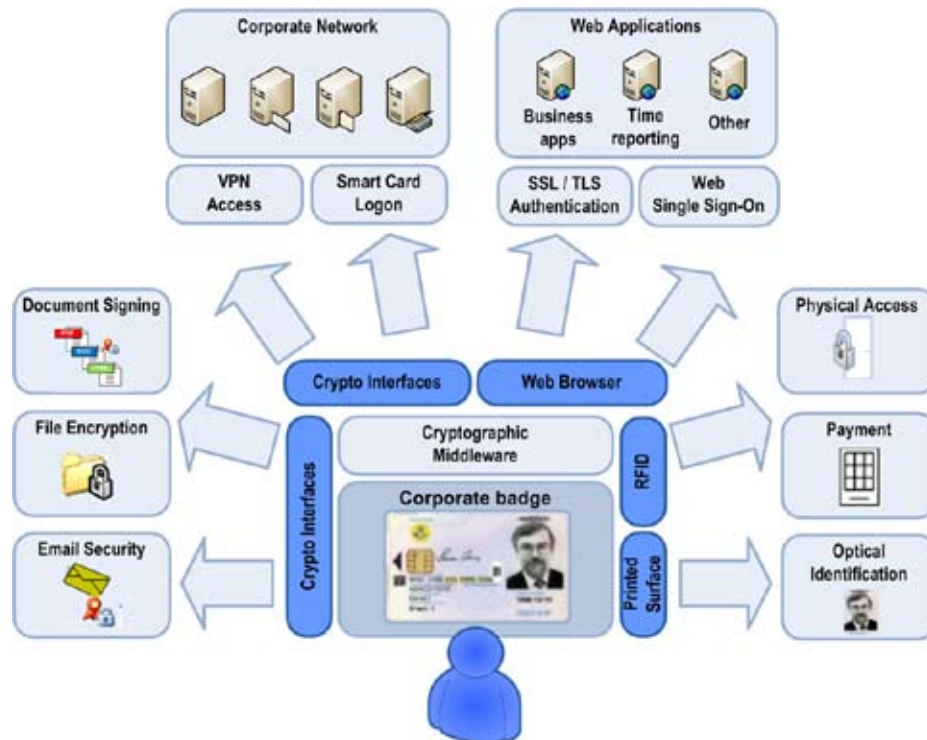 Corporate Network
Web Applications
Business
apps
Time
reporting
Other
VPN
Access
Smart Card
Logon
SSL / TLS
Authentication
Web
Single Sign-On
Document Signing
Physical Access
Crypto Interfaces
Web Browser
File Encryption
Cryptographic
Middleware
Payment
Crypto Interfaces
RFID
Corporate badge
Email Security
Printed
Surface
Optical
Identification